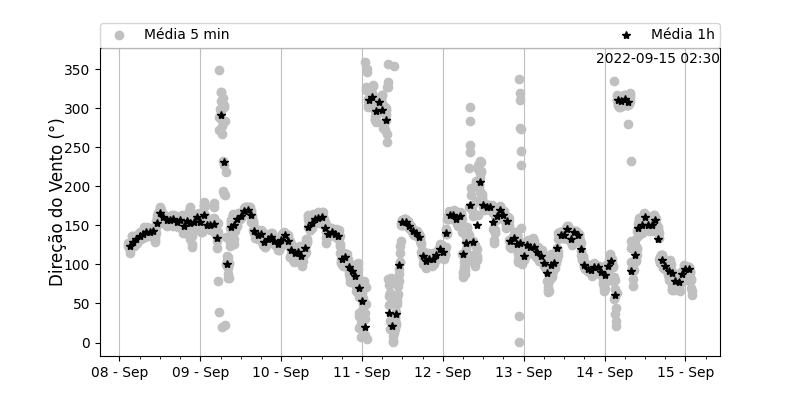 Média 5 min
Média 1h
2022-09-15 02:30
Direção do Vento (°)
350
300
250
200
150
100
50
0
08 - Sep
09 - Sep
10 - Sep
11 - Sep
12 - Sep
13 - Sep
14 - Sep
15 - Sep